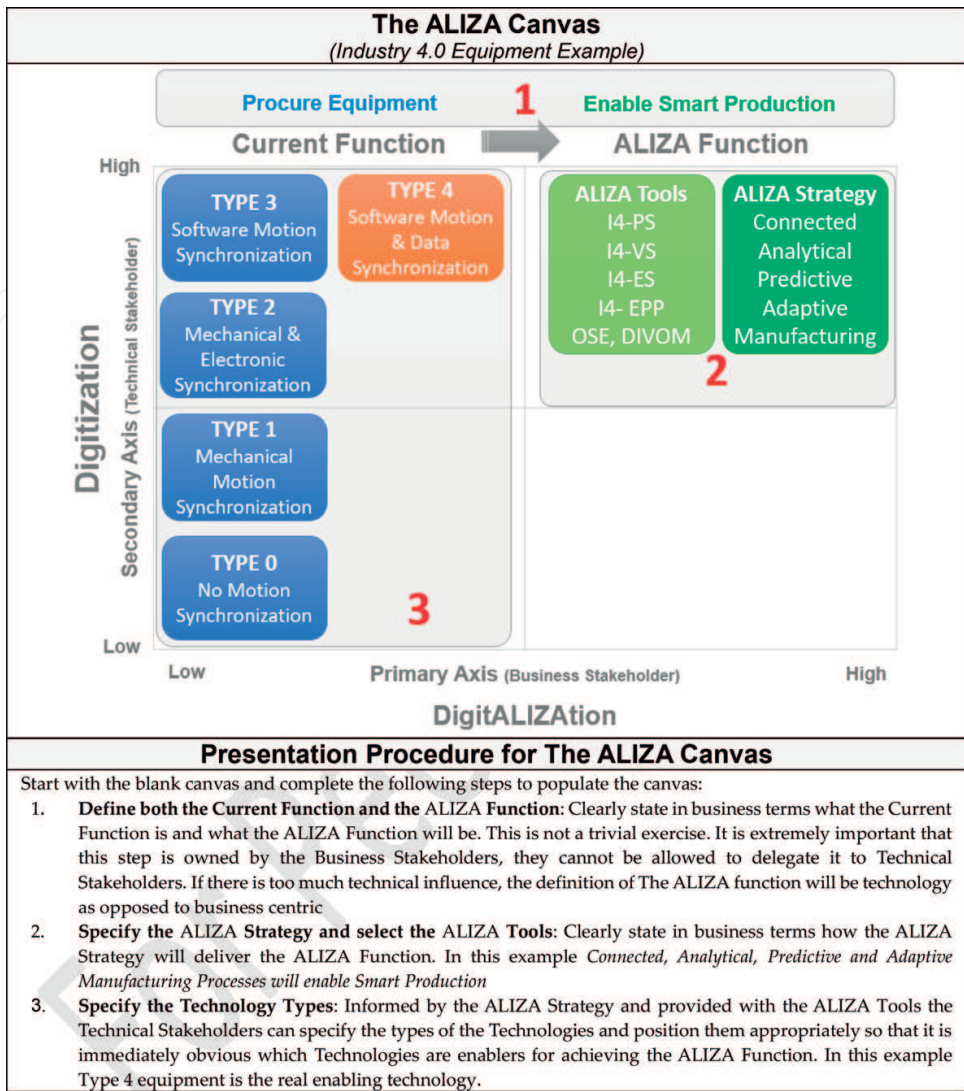 The ALIZA Canvas
(Industry 4.0 Equipment Example)
Procure Equipment
1
Enable Smart Production
Current Function
ALIZA Function
High
Digitization
Secondary Axis (Technical Stakeholder)
TYPE 3
Software Motion
Synchronization
TYPE 4
Software Motion
& Data
Synchronization
TYPE 2
Mechanical &
Electronic
Synchronization
TYPE 1
Mechanical
Motion
Synchronization
TYPE 0
No Motion
Synchronization
3
ALIZA Tools
I4-PS
I4-VS
I4-ES
I4- EPP
OSE, DIVOM
ALIZA Strategy
Connected
Analytical
Predictive
Adaptive
Manufacturing
2
Low
Low
Primary Axis (Business Stakeholder)
High
DigitALIZAtion
Presentation Procedure for The ALIZA Canvas
Start with the blank canvas and complete the following steps to populate the canvas:
1. Define both the Current Function and the ALIZA Function: Clearly state in business terms what the Current
Function is and what the ALIZA Function will be. This is not a trivial exercise. It is extremely important that
this step is owned by the Business Stakeholders, they cannot be allowed to delegate it to Technical
Stakeholders. If there is too much technical influence, the definition of The ALIZA function will be technology
as opposed to business centric
2. Specify the ALIZA Strategy and select the ALIZA Tools: Clearly state in business terms how the ALIZA
Strategy will deliver the ALIZA Function. In this example Connected, Analytical, Predictive and Adaptive
Manufacturing Processes will enable Smart Production
3. Specify the Technology Types: Informed by the ALIZA Strategy and provided with the ALIZA Tools the
Technical Stakeholders can specify the types of the Technologies and position them appropriately so that it is
immediately obvious which Technologies are enablers for achieving the ALIZA Function. In this example
Type 4 equipment is the real enabling technology.